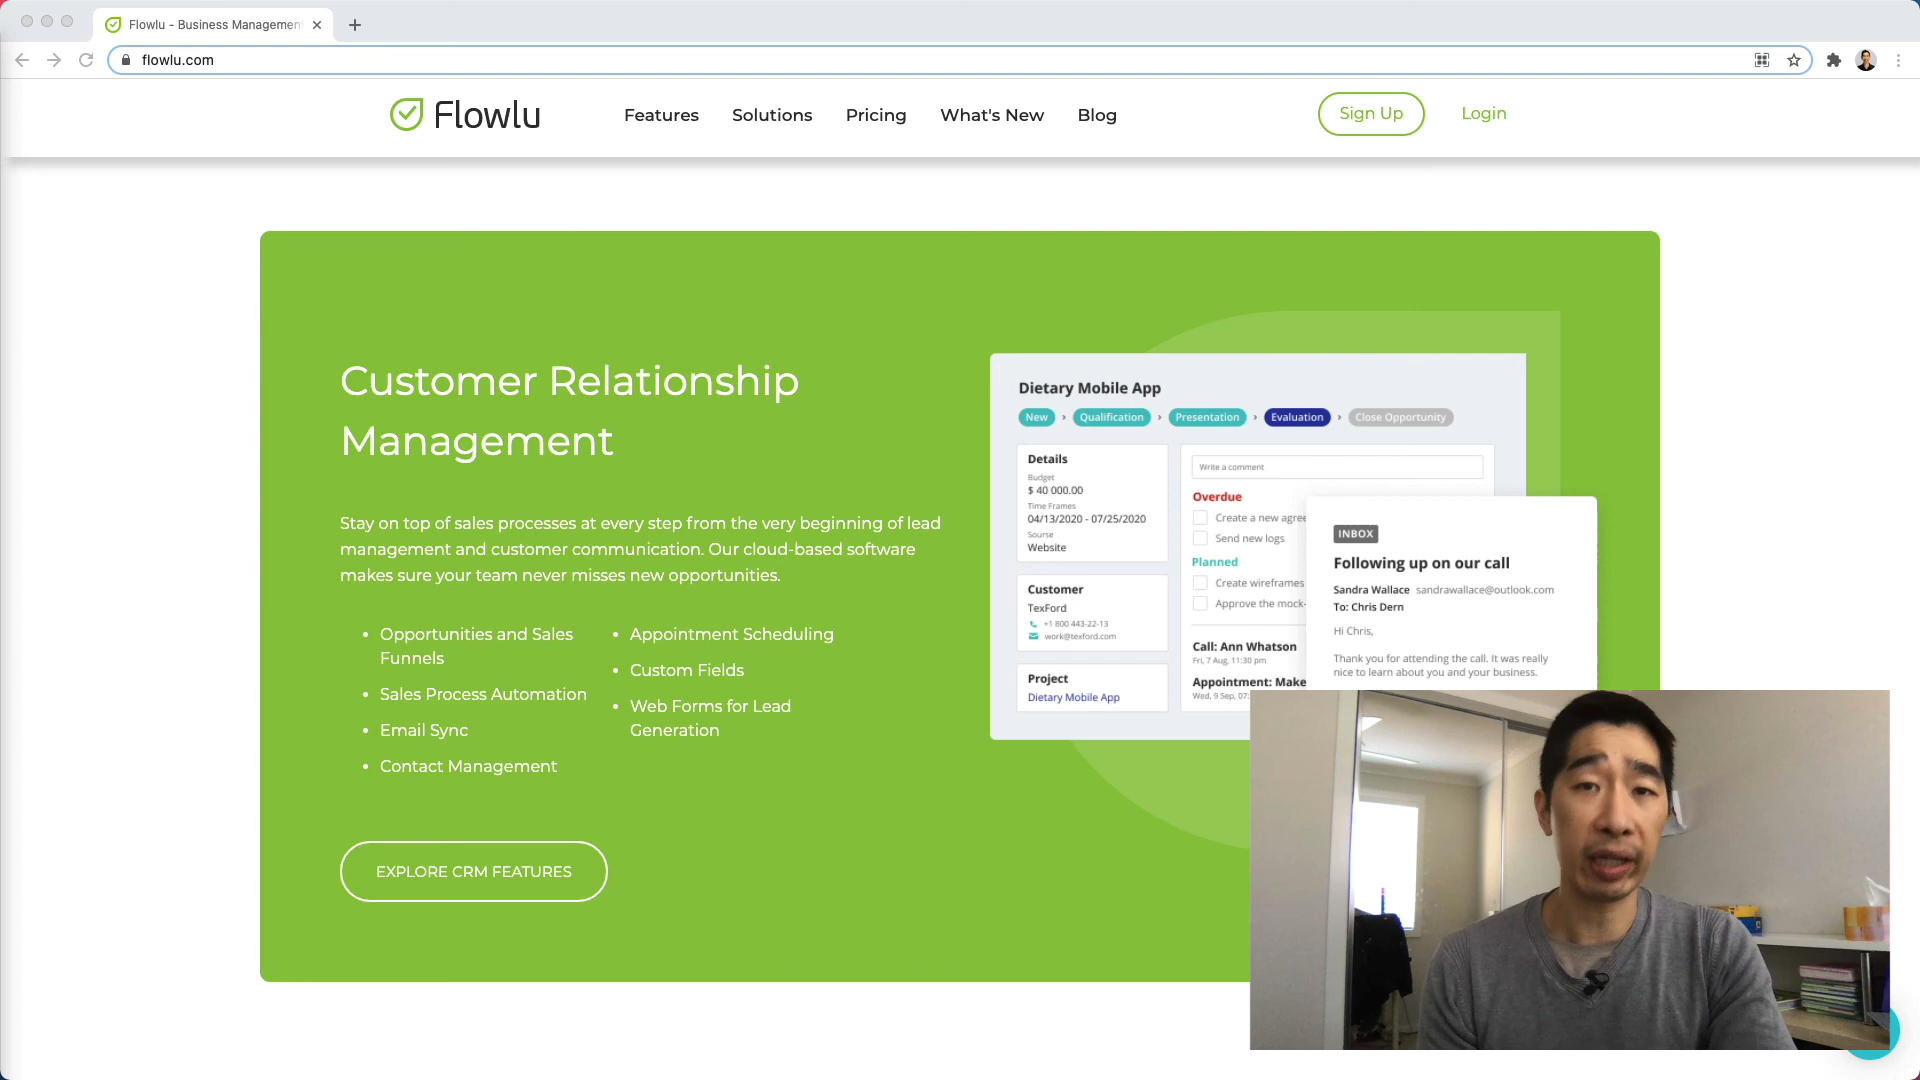 Flowlu - Business Management
flowlu.com
Flowlu
Features
Solutions
Pricing
What's New
Blog
Sign Up
Login
Customer Relationship
Management
Stay on top of sales processes at every step from the very beginning of lead
management and customer communication. Our cloud-based software
makes sure your team never misses new opportunities.
Opportunities and Sales
Funnels
Sales Process Automation
Email Sync
Contact Management
Appointment Scheduling
Custom Fields
Web Forms for Lead
Generation
EXPLORE CRM FEATURES
Dietary Mobile App
New
Qualification
Presentation
Evaluation
Close Opportunity
Details
Budget
$ 40 000.00
Time Frames
04/13/2020 - 07/25/2020
Sourse
Website
Customer
TexFord
+1 800 443-22-13
work@texford.com
Project
Dietary Mobile App
Write a comment
Overdue
Create a new agree
Send new logs
Planned
Create wireframes
Approve the mock-
Call: Ann Whatson
Fri, 7 Aug, 11:30 pm
Appointment: Make
Wed, 9 Sep, 07:
INBOX
Following up on our call
Sandra Wallace sandrawallace@outlook.com
To: Chris Dern
Hi Chris,
Thank you for attending the call. It was really
nice to learn about you and your business.